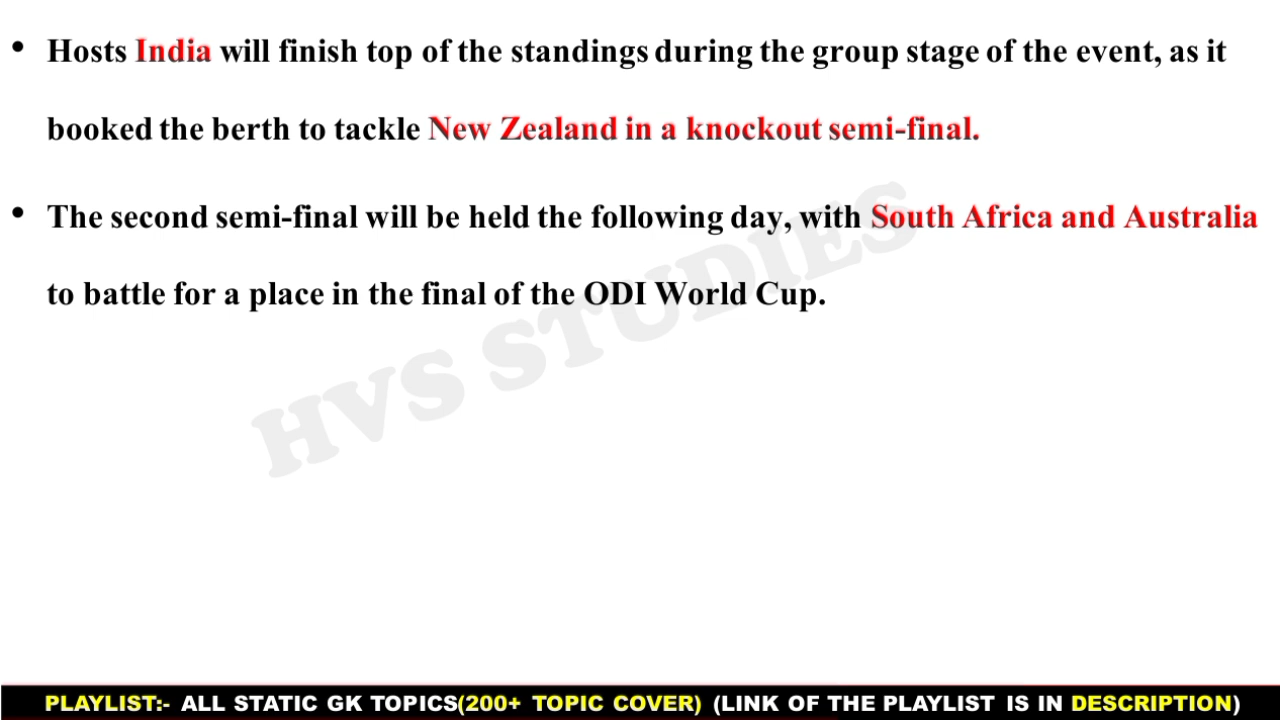 • Hosts India will finish top of the standings during the group stage of the event, as it
booked the berth to tackle New Zealand in a knockout semi-final.
• The second semi-final will be held the following day, with South Africa and Australia
to battle for a place in the final of the ODI World Cup.
HVS STUDIES
PLAYLIST:- ALL STATIC GK TOPICS(200+ TOPIC COVER) (LINK OF THE PLAYLIST IS IN DESCRIPTION)